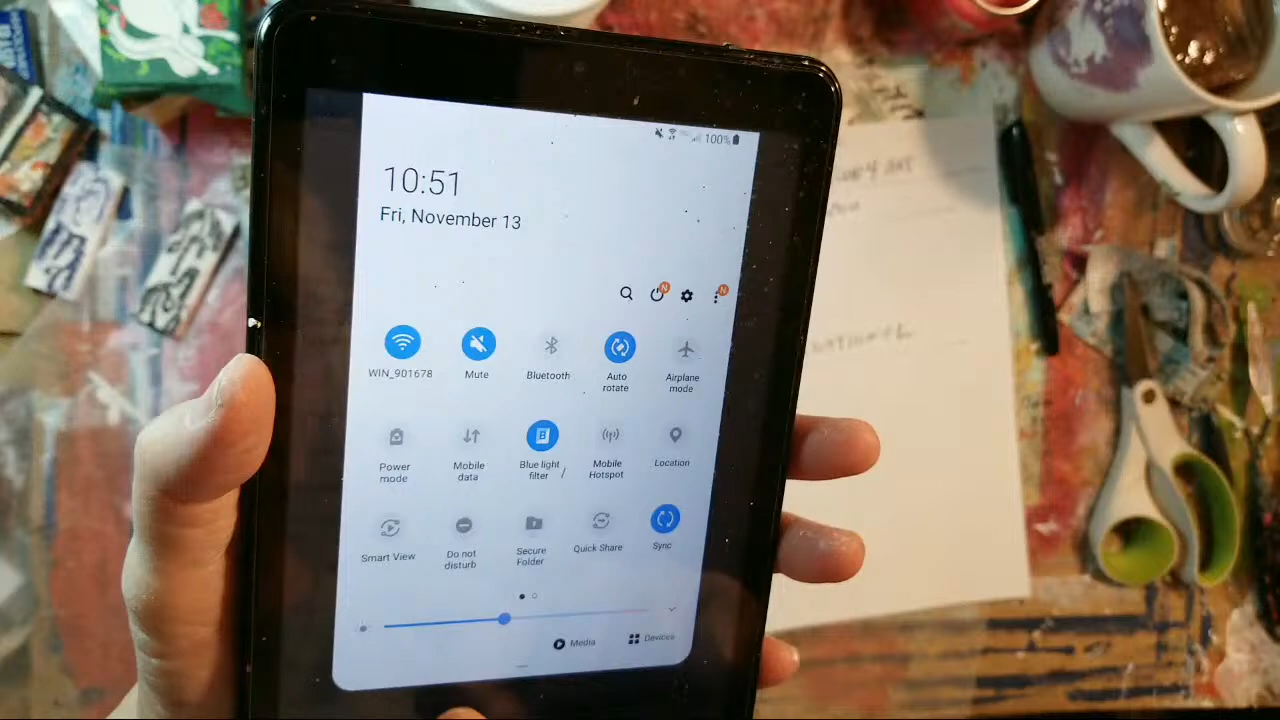 100%
10:51
Fri, November 13
N N
WIN_901678 Mute Bluetooth Auto rotate Airplane mode
Power mode Mobile data Blue light filter Mobile Hotspot Location
Smart View Do not disturb Secure Folder Quick Share Sync
Media Devices